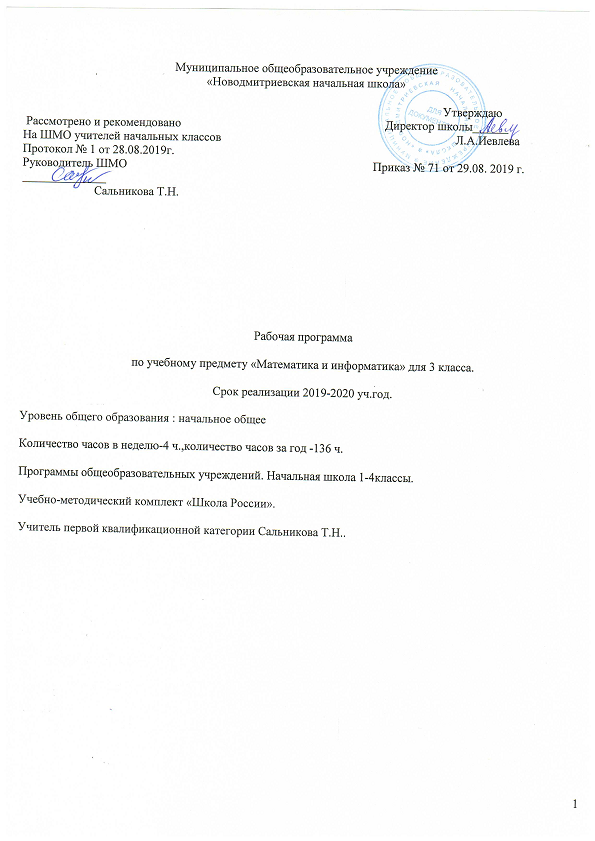 Муниципальное общеобразовательное учреждение
«Новодмитриевская начальная школа»
Рассмотрено и рекомендовано
На ШМО учителей начальных классов
Протокол № 1 от 28.08.2019г.
Руководитель ШМО
Сальникова Т.Н.
Утверждаю
Директор школы
Л.А.Иевлева
Приказ № 71 от 29.08. 2019 г.
ДЛЯ
ДОКУМЕНТОВ
Рабочая программа
по учебному предмету «Математика и информатика» для 3 класса.
Срок реализации 2019-2020 уч.год.
Уровень общего образования : начальное общее
Количество часов в неделю-4 ч.,количество часов за год -136 ч.
Программы общеобразовательных учреждений. Начальная школа 1-4классы.
Учебно-методический комплект «Школа России».
Учитель первой квалификационной категории Сальникова Т.Н..
1